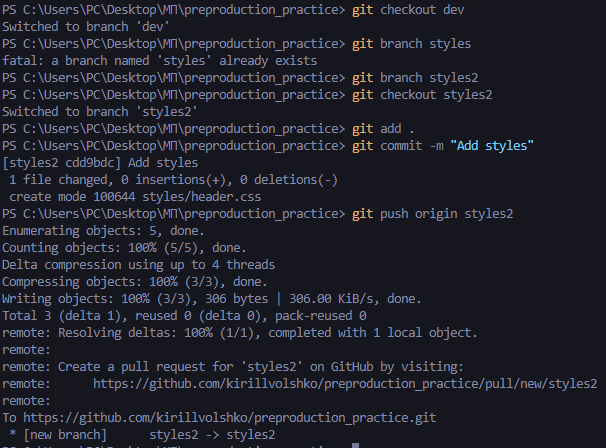 PS C:\Users\PC\Desktop\МП\preproduction_practice> git checkout dev
Switched to branch 'dev'
PS C:\Users\PC\Desktop\МП\preproduction_practice> git branch styles
fatal: a branch named 'styles' already exists
PS C:\Users\PC\Desktop\МП\preproduction_practice> git branch styles2
PS C:\Users\PC\Desktop\МП\preproduction_practice> git checkout styles2
Switched to branch 'styles2'
PS C:\Users\PC\Desktop\МП\preproduction_practice> git add .
PS C:\Users\PC\Desktop\МП\preproduction_practice> git commit -m "Add styles"
[styles2 cdd9bdc] Add styles
 1 file changed, 0 insertions(+), 0 deletions(-)
 create mode 100644 styles/header.css
PS C:\Users\PC\Desktop\МП\preproduction_practice> git push origin styles2
Enumerating objects: 5, done.
Counting objects: 100% (5/5), done.
Delta compression using up to 4 threads
Compressing objects: 100% (3/3), done.
Writing objects: 100% (3/3), 306 bytes | 306.00 KiB/s, done.
Total 3 (delta 1), reused 0 (delta 0), pack-reused 0
remote: Resolving deltas: 100% (1/1), completed with 1 local object.
remote:
remote: Create a pull request for 'styles2' on GitHub by visiting:
remote:      https://github.com/kirillvolshko/preproduction_practice/pull/new/styles2
remote:
To https://github.com/kirillvolshko/preproduction_practice.git
 * [new branch]      styles2 -> styles2